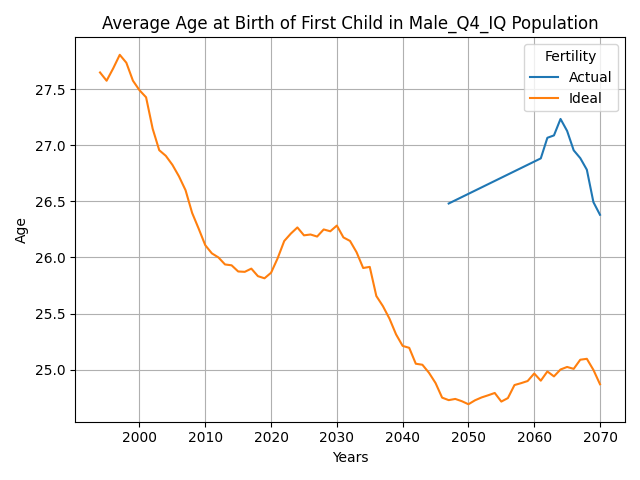 Average Age at Birth of First Child in Male_Q4_IQ Population
Fertility
Actual
Ideal
27.5
27.0
26.5
26.0
25.5
25.0
Age
2000 2010 2020 2030 2040 2050 2060 2070
Years